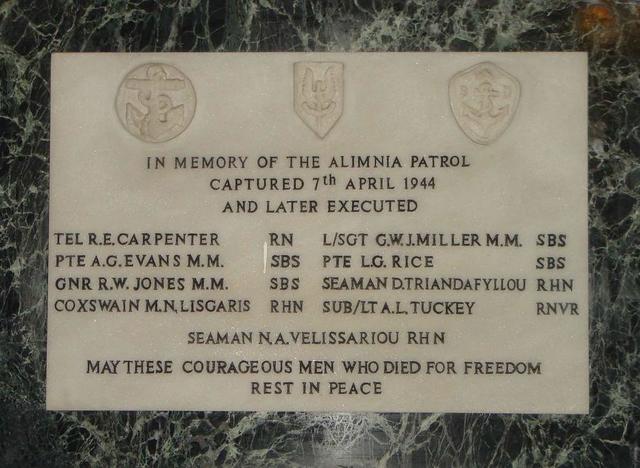 IN MEMORY OF THE ALIMNIA PATROL
CAPTURED 7th APRIL 1944
AND LATER EXECUTED
TEL R.E. CARPENTER RN L/SGT G.W.J. MILLER M.M. SBS
PTE A.G. EVANS M.M. SBS PTE L.G. RICE SBS
GNR R.W. JONES M.M. SBS SEAMAN D. TRIANDAFYLLOU RHN
COXSWAIN M.N, LISGARIS RHN SUB/LT A.L. TUCKEY RNVR
SEAMAN N.A. VELISSARIOU RHN
MAY THESE COURAGEOUS MEN WHO DIED FOR FREEDOM
REST IN PEACE